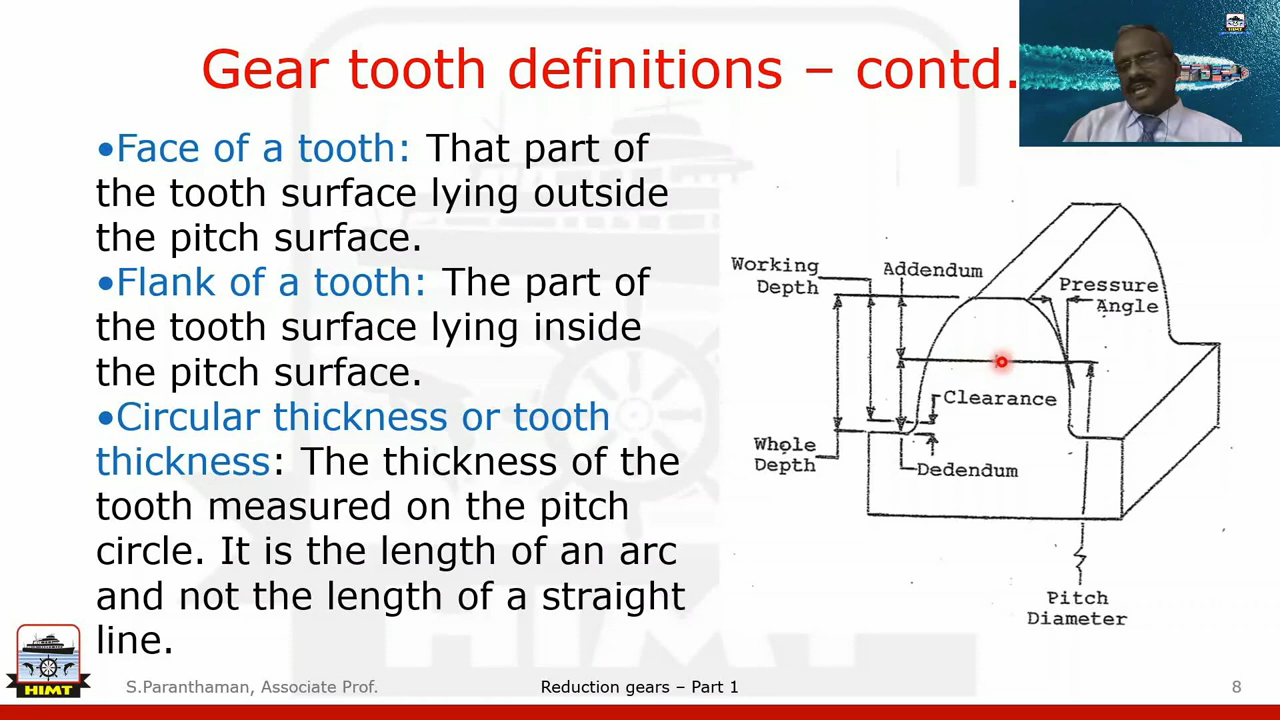 Gear tooth definitions – contd.
HIMT
•Face of a tooth: That part of
the tooth surface lying outside
the pitch surface.
•Flank of a tooth: The part of
the tooth surface lying inside
the pitch surface.
•Circular thickness or tooth
thickness: The thickness of the
tooth measured on the pitch
circle. It is the length of an arc
and not the length of a straight
line.
Working
Depth
Addendum
Pressure
Angle
Clearance
Whole
Depth
Dedendum
Pitch
Diameter
HIMT
HIMT
S.Paranthaman, Associate Prof.
Reduction gears – Part 1
8